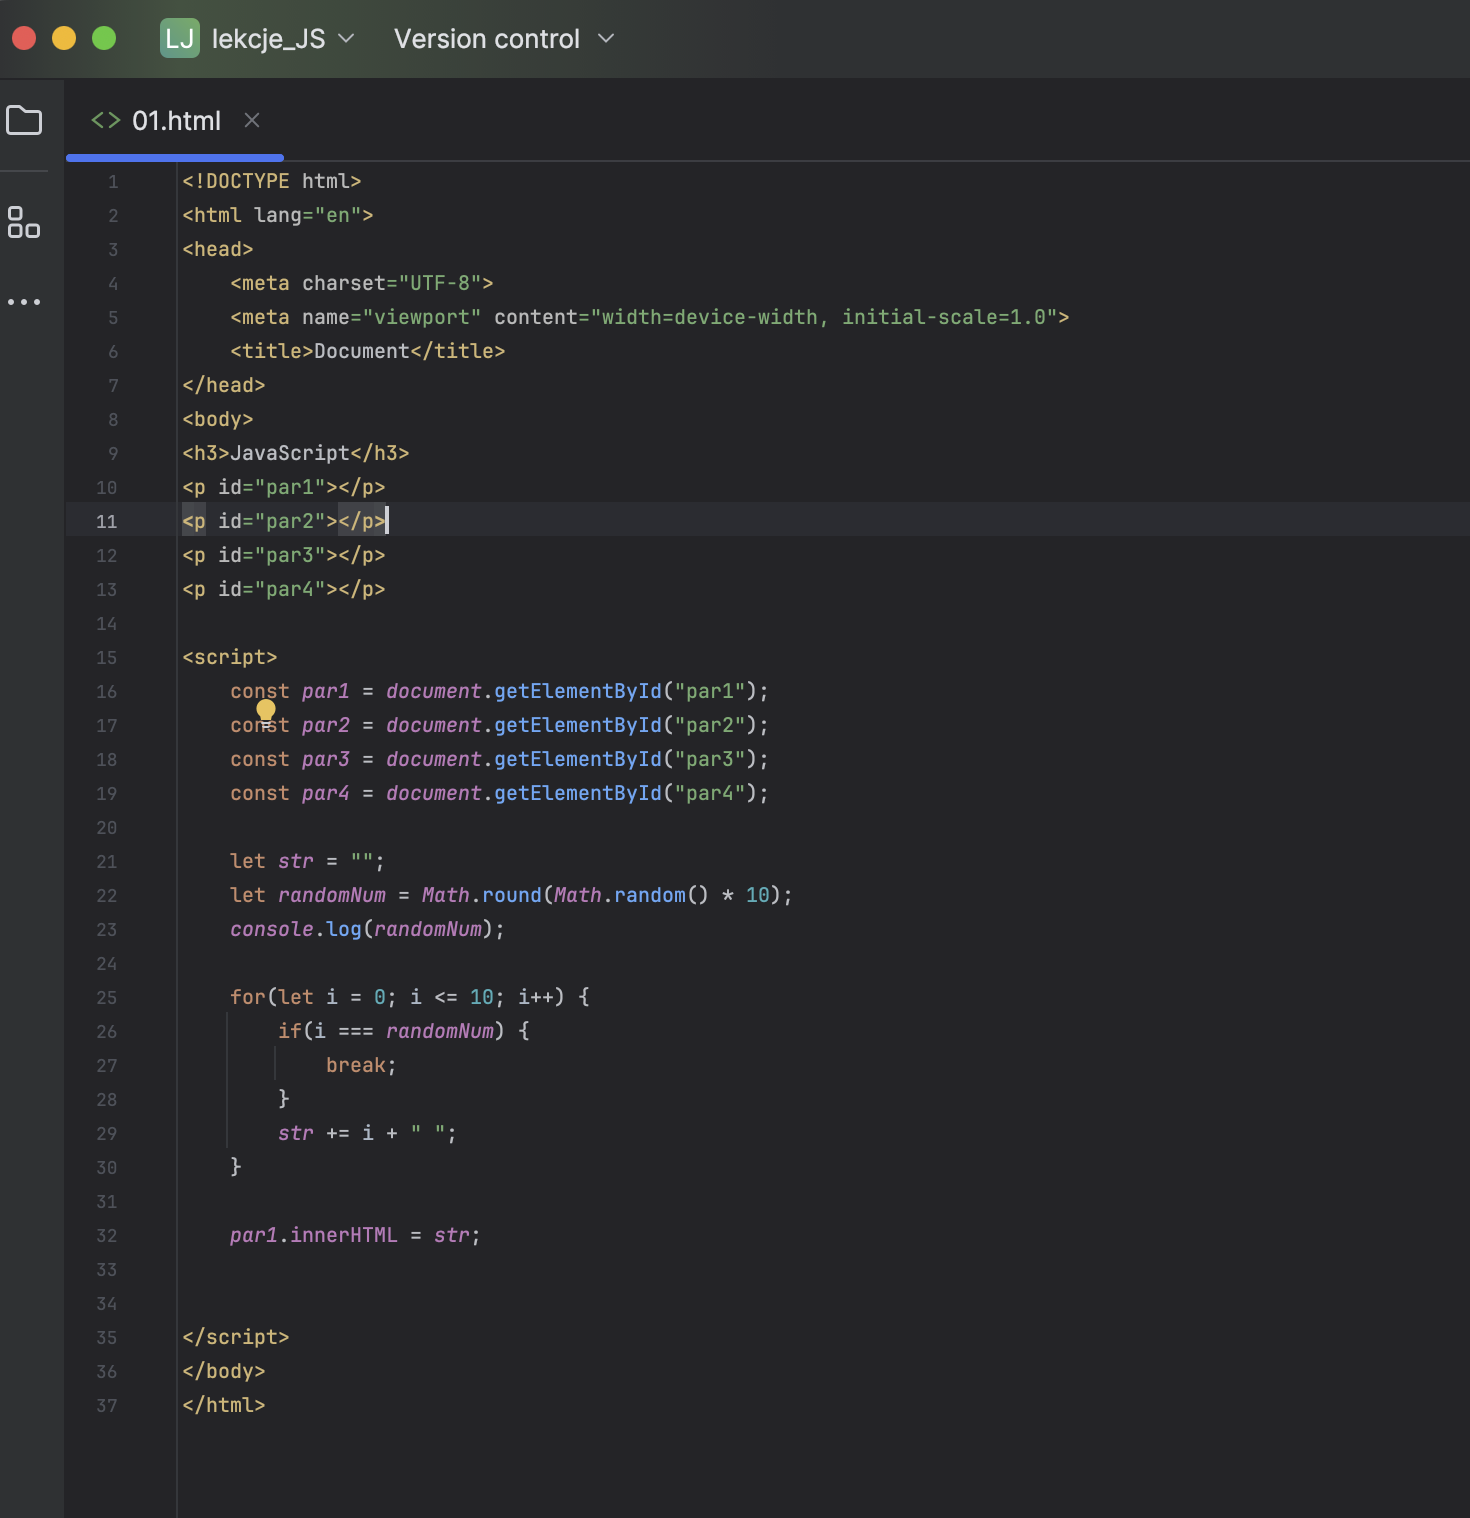 LJ lekcje_JS Version control
<> 01.html
1 <!DOCTYPE html>
2 <html lang="en">
3 <head>
4     <meta charset="UTF-8">
5     <meta name="viewport" content="width=device-width, initial-scale=1.0">
6     <title>Document</title>
7 </head>
8 <body>
9 <h3>JavaScript</h3>
10 <p id="par1"></p>
11 <p id="par2"></p>
12 <p id="par3"></p>
13 <p id="par4"></p>
14
15 <script>
16     const par1 = document.getElementById("par1");
17     const par2 = document.getElementById("par2");
18     const par3 = document.getElementById("par3");
19     const par4 = document.getElementById("par4");
20
21     let str = "";
22     let randomNum = Math.round(Math.random() * 10);
23     console.log(randomNum);
24
25     for(let i = 0; i <= 10; i++) {
26         if(i === randomNum) {
27             break;
28         }
29         str += i + " ";
30     }
31
32     par1.innerHTML = str;
33
34
35 </script>
36 </body>
37 </html>